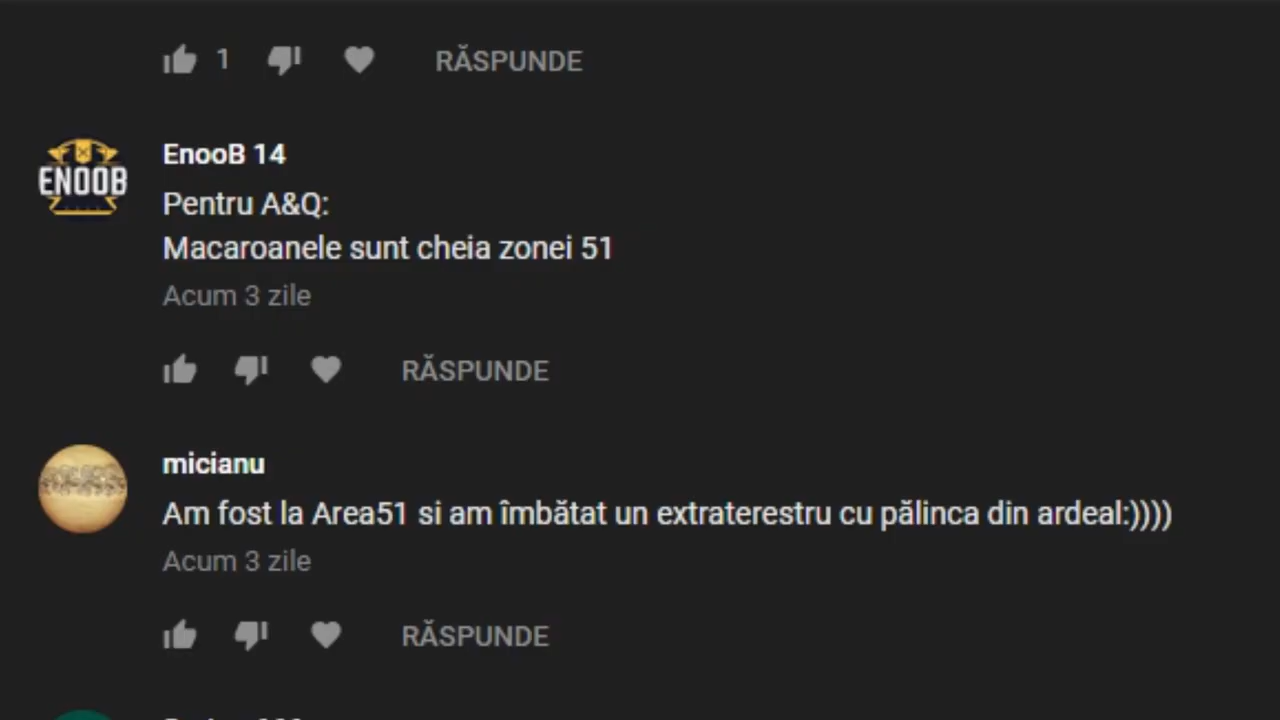 1 RĂSPUNDE
ENOOB
EnooB 14
Pentru A&Q:
Macaroanele sunt cheia zonei 51
Acum 3 zile
RĂSPUNDE
micianu
Am fost la Area51 si am îmbătat un extraterestru cu pălinca din ardeal:))))
Acum 3 zile
RĂSPUNDE